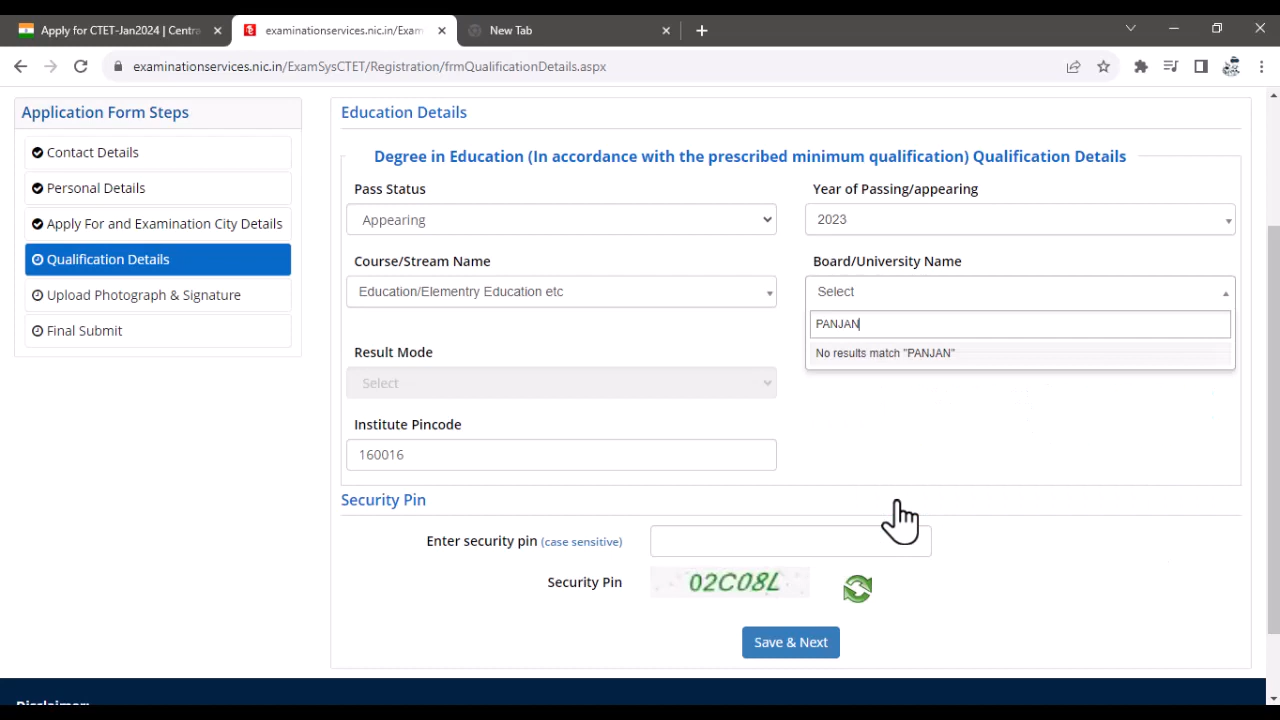 Apply for CTET-Jan2024 | Centra
examinationservices.nic.in/Exam
New Tab
examinationservices.nic.in/ExamSysCTET/Registration/frmQualificationDetails.aspx
Application Form Steps
Contact Details
Personal Details
Apply For and Examination City Details
Qualification Details
Upload Photograph & Signature
Final Submit
Education Details
Degree in Education (In accordance with the prescribed minimum qualification) Qualification Details
Pass Status
Year of Passing/appearing
Appearing
2023
Course/Stream Name
Board/University Name
Education/Elementry Education etc
Select
PANJAN
No results match "PANJAN"
Result Mode
Select
Institute Pincode
160016
Security Pin
Enter security pin (case sensitive)
Security Pin
02C08L
Save & Next
Disclaimer: